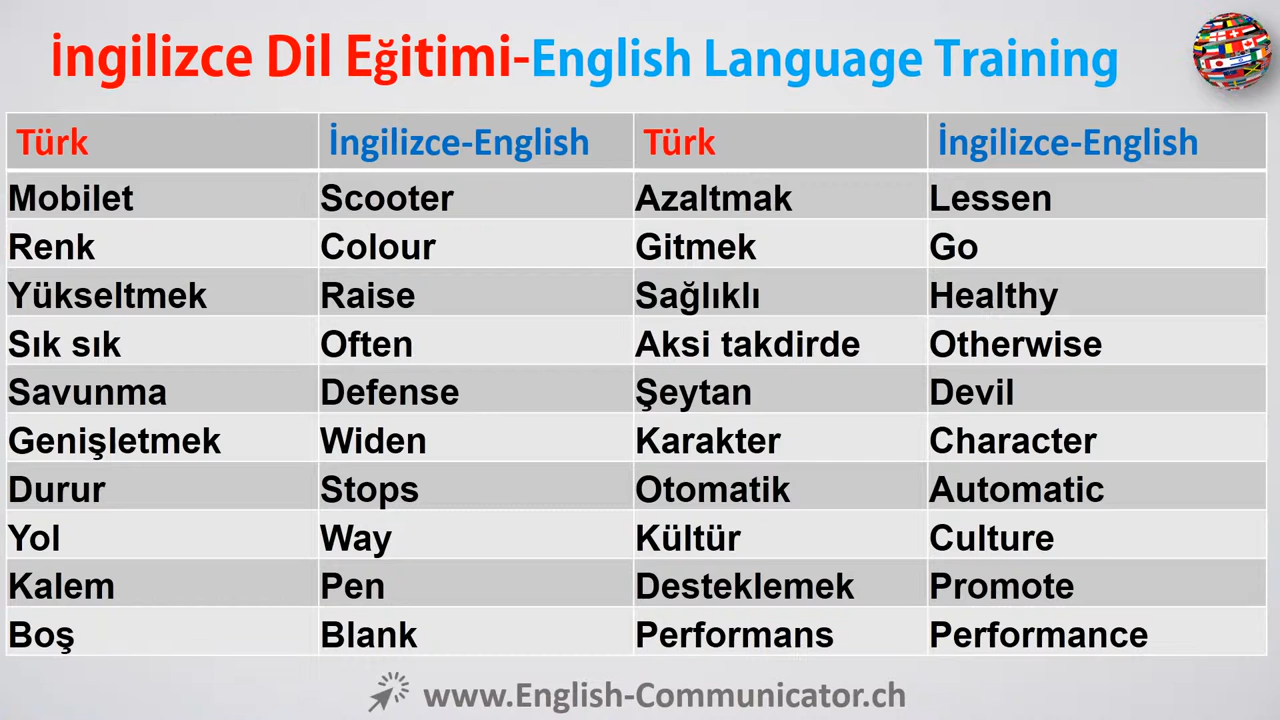 İngilizce Dil Eğitimi-English Language Training
Türk İngilizce-English Türk İngilizce-English
Mobilet Scooter Azaltmak Lessen
Renk Colour Gitmek Go
Yükseltmek Raise Sağlıklı Healthy
Sık sık Often Aksi takdirde Otherwise
Savunma Defense Şeytan Devil
Genişletmek Widen Karakter Character
Durur Stops Otomatik Automatic
Yol Way Kültür Culture
Kalem Pen Desteklemek Promote
Boş Blank Performans Performance
www.English-Communicator.ch